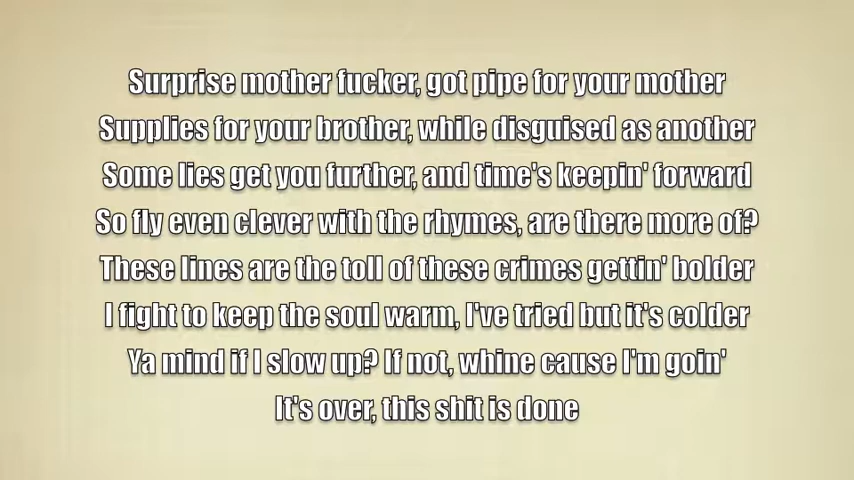 Surprise mother fucker, got pipe for your mother
Supplies for your brother, while disguised as another
Some lies get you further, and time's keepin' forward
So fly even clever with the rhymes, are there more of?
These lines are the toll of these crimes gettin' bolder
I fight to keep the soul warm, I've tried but it's colder
Ya mind if I slow up? If not, whine cause I'm goin'
It's over, this shit is done